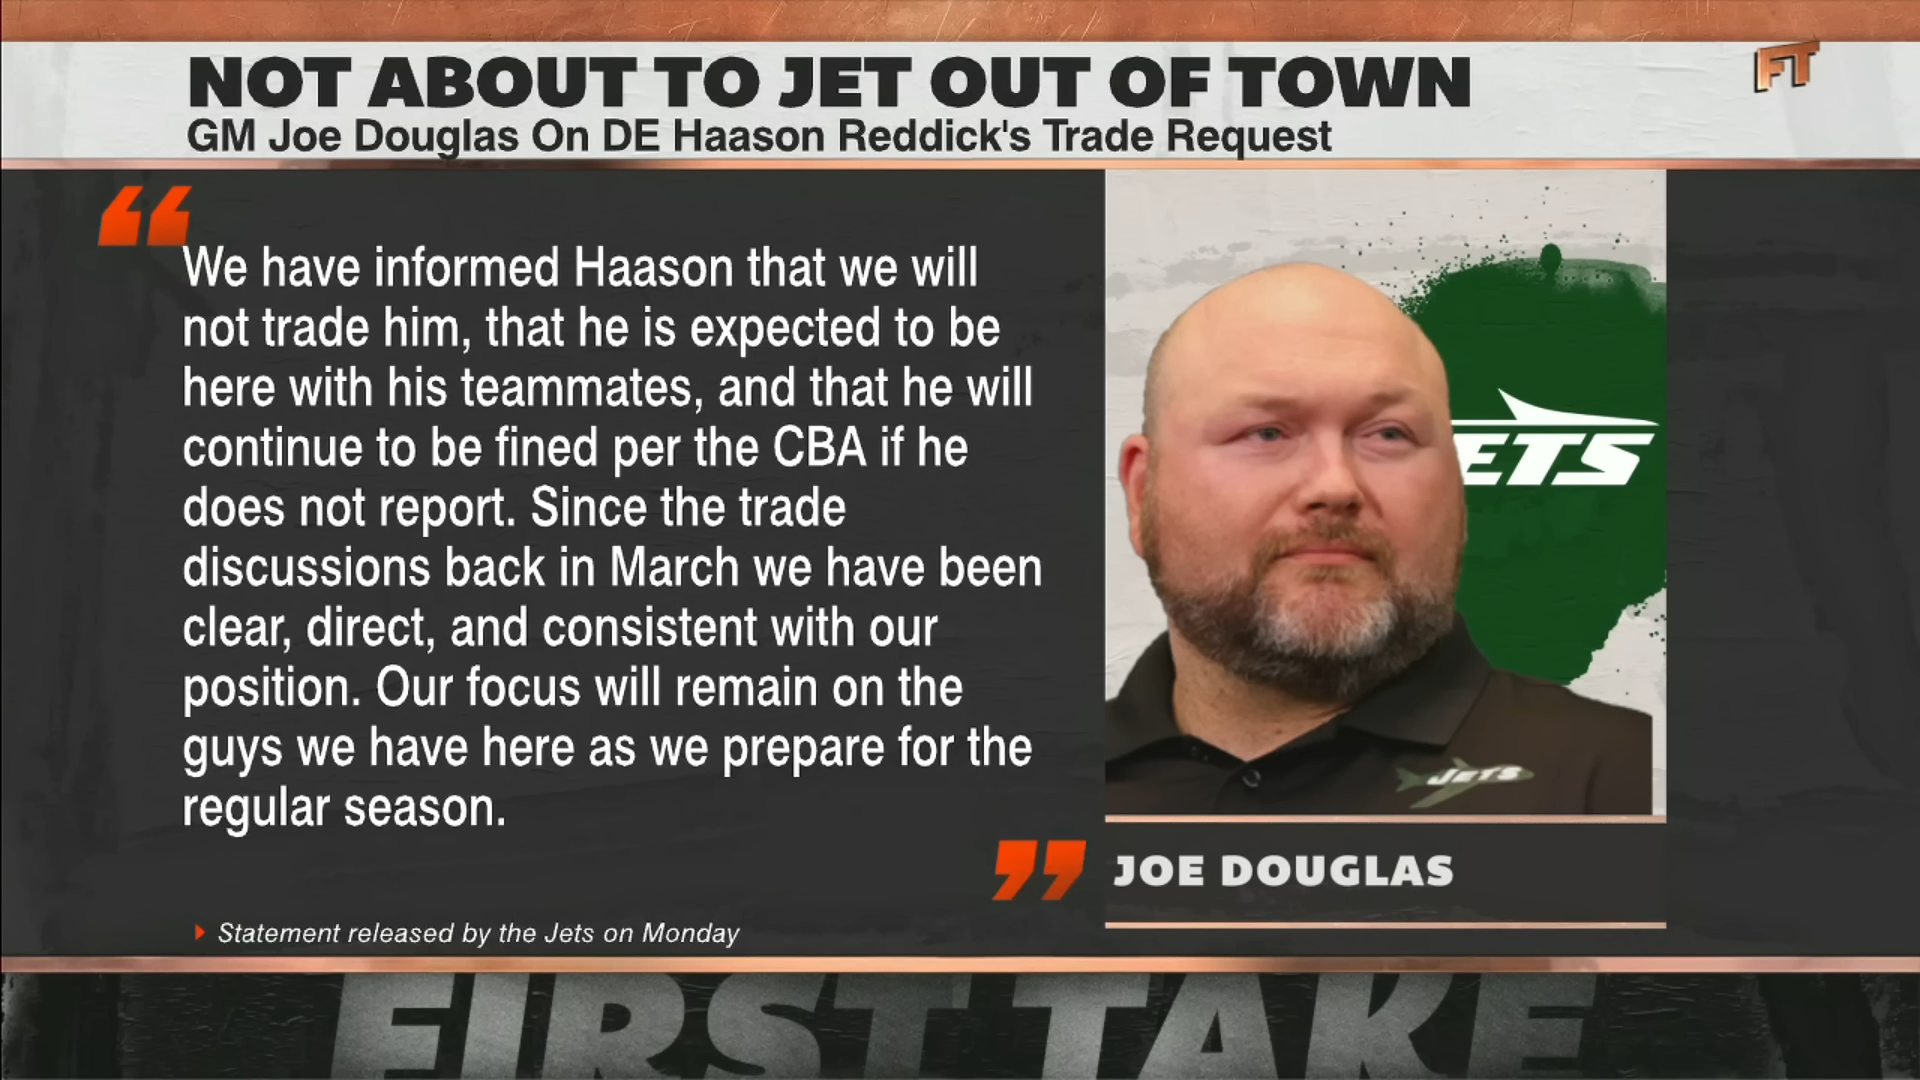 NOT ABOUT TO JET OUT OF TOWN
FT
GM Joe Douglas On DE Haason Reddick's Trade Request
“
We have informed Haason that we will
not trade him, that he is expected to be
here with his teammates, and that he will
continue to be fined per the CBA if he
does not report. Since the trade
discussions back in March we have been
clear, direct, and consistent with our
position. Our focus will remain on the
guys we have here as we prepare for the
regular season.
”
ETS
JETS
JOE DOUGLAS
Statement released by the Jets on Monday
FIRST TAKE